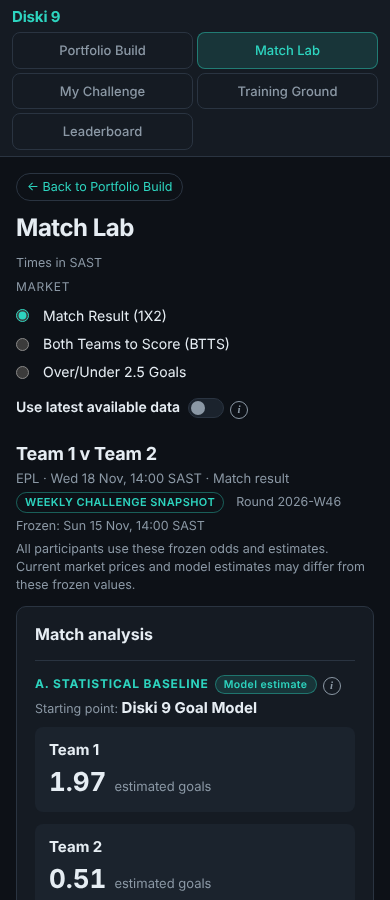 Diski 9
Portfolio Build
Match Lab
My Challenge
Training Ground
Leaderboard
← Back to Portfolio Build
Match Lab
Times in SAST
MARKET
Match Result (1X2)
Both Teams to Score (BTTS)
Over/Under 2.5 Goals
Use latest available data i
Team 1 v Team 2
EPL · Wed 18 Nov, 14:00 SAST · Match result
WEEKLY CHALLENGE SNAPSHOT Round 2026-W46
Frozen: Sun 15 Nov, 14:00 SAST
All participants use these frozen odds and estimates.
Current market prices and model estimates may differ from
these frozen values.
Match analysis
A. STATISTICAL BASELINE Model estimate i
Starting point: Diski 9 Goal Model
Team 1
1.97 estimated goals
Team 2
0.51 estimated goals